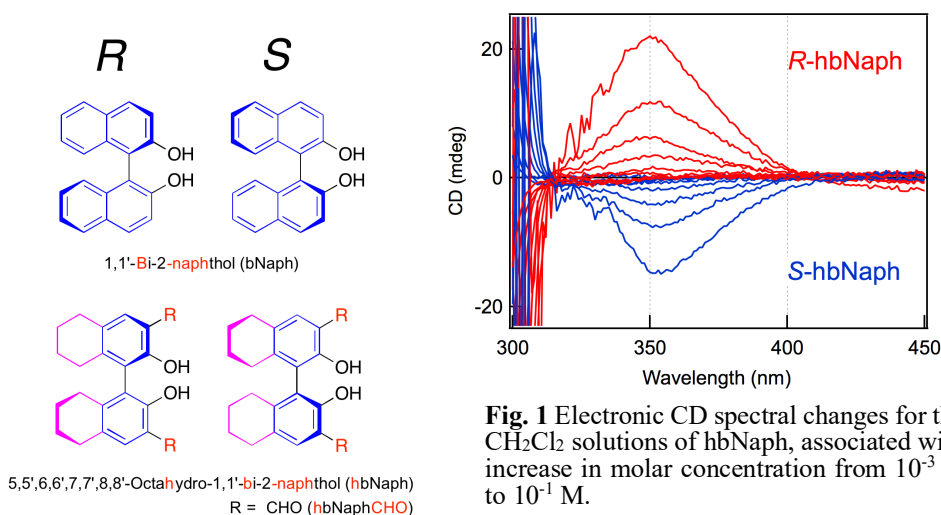 R
S
OH
OH
OH
OH
1,1'-Bi-2-naphthol (bNaph)
R
R
OH
OH
OH
OH
R
R
5,5',6,6',7,7',8,8'-Octahydro-1,1'-bi-2-naphthol (hbNaph)
R = CHO (hbNaphCHO)
20
0
-20
CD (mdeg)
R-hbNaph
S-hbNaph
300
350
400
450
Wavelength (nm)
Fig. 1 Electronic CD spectral changes for th
CH2Cl2 solutions of hbNaph, associated wi
increase in molar concentration from 10-3
to 10-1 M.